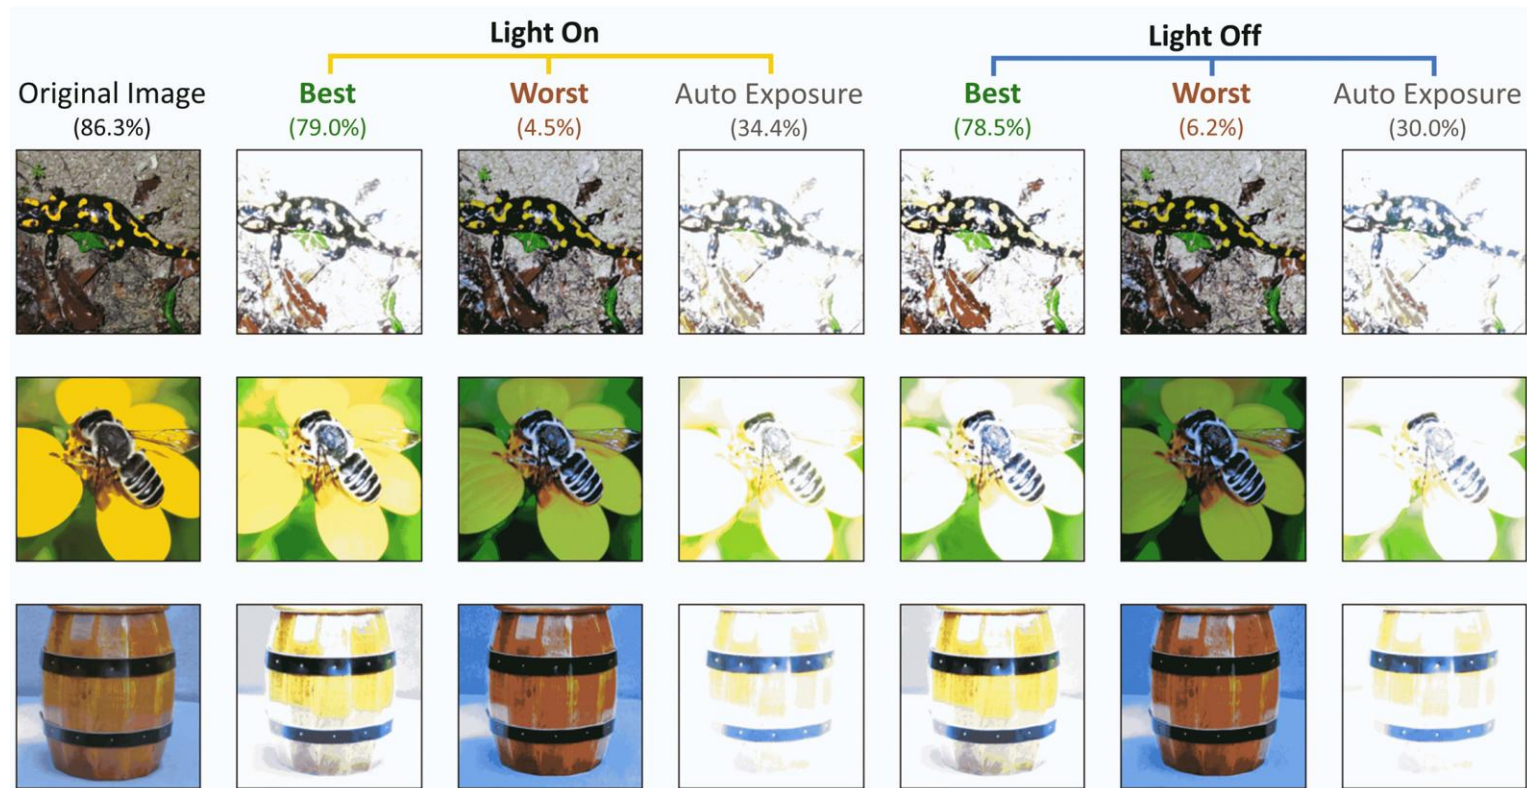 Light On
Light Off
Original Image
Best
Worst
Auto Exposure
Best
Worst
Auto Exposure
(86.3%)
(79.0%)
(4.5%)
(34.4%)
(78.5%)
(6.2%)
(30.0%)